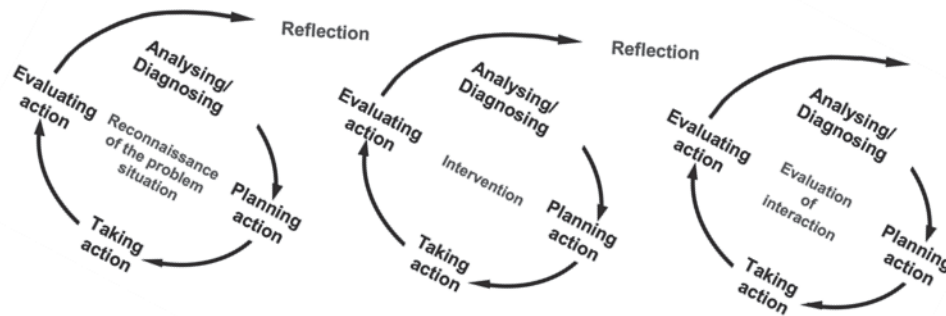 Reflection
Analysing/
Diagnosing
Evaluating
action
Reconnaissance
of the problem
situation
Planning
action
Taking
action
Reflection
Analysing/
Diagnosing
Evaluating
action
Intervention
Planning
action
Taking
action
Analysing/
Diagnosing
Evaluating
action
Evaluation
of
interaction
Planning
action
Taking
action